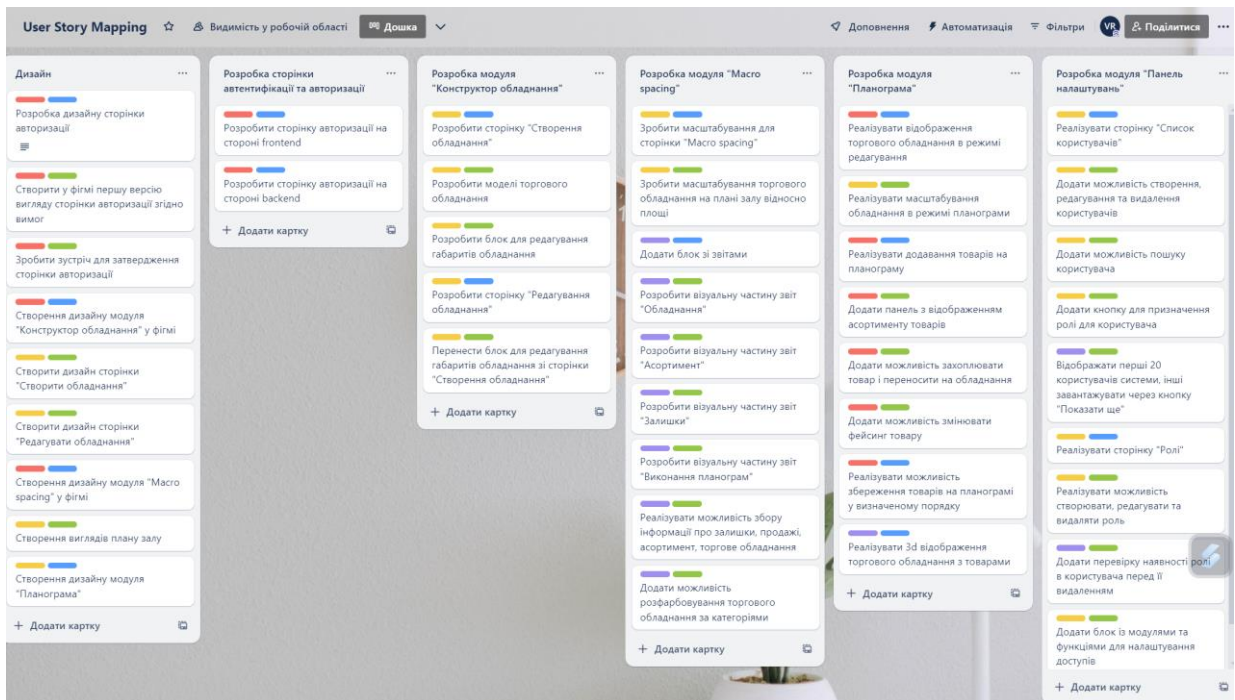 User Story Mapping
Видимість у робочій області
Дошка
Доповнення
Автоматизація
Фільтри
VR
Поділитися
Дизайн
Розробка дизайну сторінки
авторизації
Створити у фігмі першу версію
вигляду сторінки авторизації згідно
вимог
Зробити зустріч для затвердження
сторінки авторизації
Створення дизайну модуля
"Конструктор обладнання" у фігмі
Створити дизайн сторінки
"Створити обладнання"
Створити дизайн сторінки
"Редагувати обладнання"
Створення дизайну модуля "Macro
spacing" у фігмі
Створення виглядів плану залу
Створення дизайну модуля
"Планограма"
+ Додати картку
Розробка сторінки
автентифікації та авторизації
Розробити сторінку авторизації на
стороні frontend
Розробити сторінку авторизації на
стороні backend
+ Додати картку
Розробка модуля
"Конструктор обладнання"
Розробити сторінку "Створення
обладнання"
Розробити моделі торгового
обладнання
Розробити блок для редагування
габаритів обладнання
Розробити сторінку "Редагування
обладнання"
Перенести блок для редагування
габаритів обладнання зі сторінки
"Створення обладнання"
+ Додати картку
Розробка модуля "Macro
spacing"
Зробити масштабування для
сторінки "Macro spacing"
Зробити масштабування торгового
обладнання на плані залу відносно
площі
Додати блок зі звітами
Розробити візуальну частину звіт
"Обладнання"
Розробити візуальну частину звіт
"Асортимент"
Розробити візуальну частину звіт
"Залишки"
Розробити візуальну частину звіт
"Виконання планограм"
Реалізувати можливість збору
інформації про залишки, продажі,
асортимент, торгове обладнання
Додати можливість
розфарбовування торгового
обладнання за категоріями
+ Додати картку
Розробка модуля
"Планограма"
Реалізувати відображення
торгового обладнання в режимі
редагування
Реалізувати масштабування
обладнання в режимі планограми
Реалізувати додавання товарів на
планограму
Додати панель з відображенням
асортименту товарів
Додати можливість захоплювати
товар і переносити на обладнання
Додати можливість змінювати
фейсинг товару
Реалізувати можливість
збереження товарів на планограмі
у визначеному порядку
Реалізувати 3d відображення
торгового обладнання з товарами
+ Додати картку
Розробка модуля "Панель
налаштувань"
Реалізувати сторінку "Список
користувачів"
Додати можливість створення,
редагування та видалення
користувачів
Додати можливість пошуку
користувача
Додати кнопку для призначення
ролі для користувача
Відображати перші 20
користувачів системи, інші
завантажувати через кнопку
"Показати ще"
Реалізувати сторінку "Ролі"
Реалізувати можливість
створювати, редагувати та
видаляти роль
Додати перевірку наявності ролі
в користувача перед її
видаленням
Додати блок із модулями та
функціями для налаштування
доступів
+ Додати картку